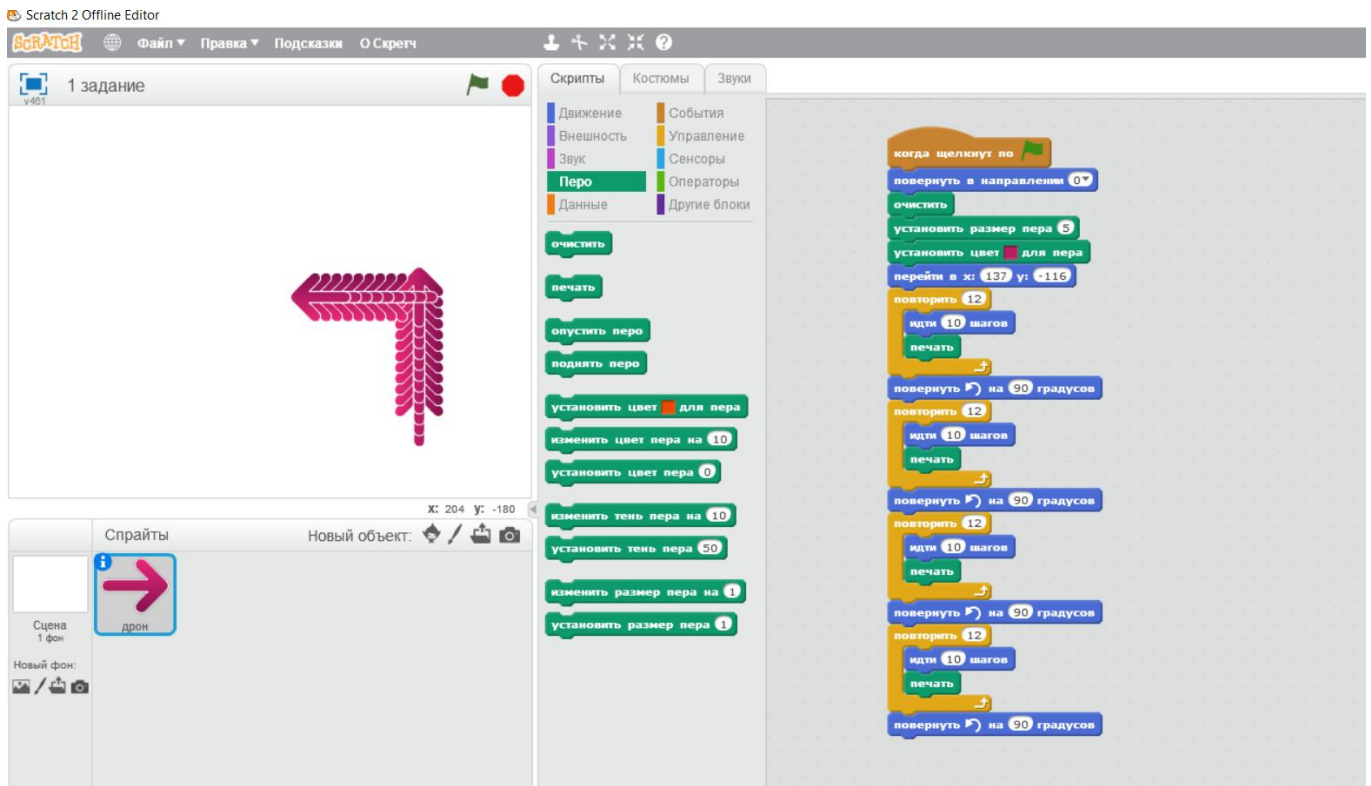 Scratch 2 Offline Editor
SCRATCH Файл Правка Подсказки О Скретч
1 задание
v461
x: 204 y: -180
Спрайты Новый объект:
Сцена
1 фон
Новый фон:
дрон
Скрипты Костюмы Звуки
Движение События
Внешность Управление
Звук Сенсоры
Перо Операторы
Данные Другие блоки
очистить
печать
опустить перо
поднять перо
установить цвет для пера
изменить цвет пера на 10
установить цвет пера 0
изменить тень пера на 10
установить тень пера 50
изменить размер пера на 1
установить размер пера 1
когда щелкнут по
повернуть в направлении 0
очистить
установить размер пера 5
установить цвет для пера
перейти в x: 137 y: -116
повторить 12
идти 10 шагов
печать
повернуть на 90 градусов
повторить 12
идти 10 шагов
печать
повернуть на 90 градусов
повторить 12
идти 10 шагов
печать
повернуть на 90 градусов
повторить 12
идти 10 шагов
печать
повернуть на 90 градусов